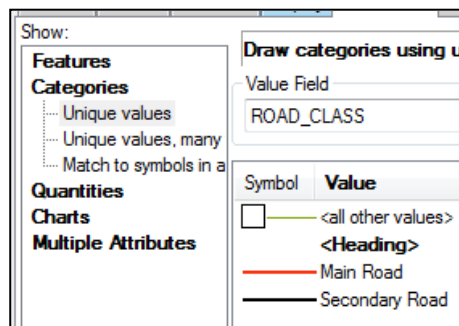 Show:
Features
Categories
Unique values
Unique values, many
Match to symbols in a
Quantities
Charts
Multiple Attributes
Draw categories using u
Value Field
ROAD_CLASS
Symbol Value
<all other values>
<Heading>
Main Road
Secondary Road